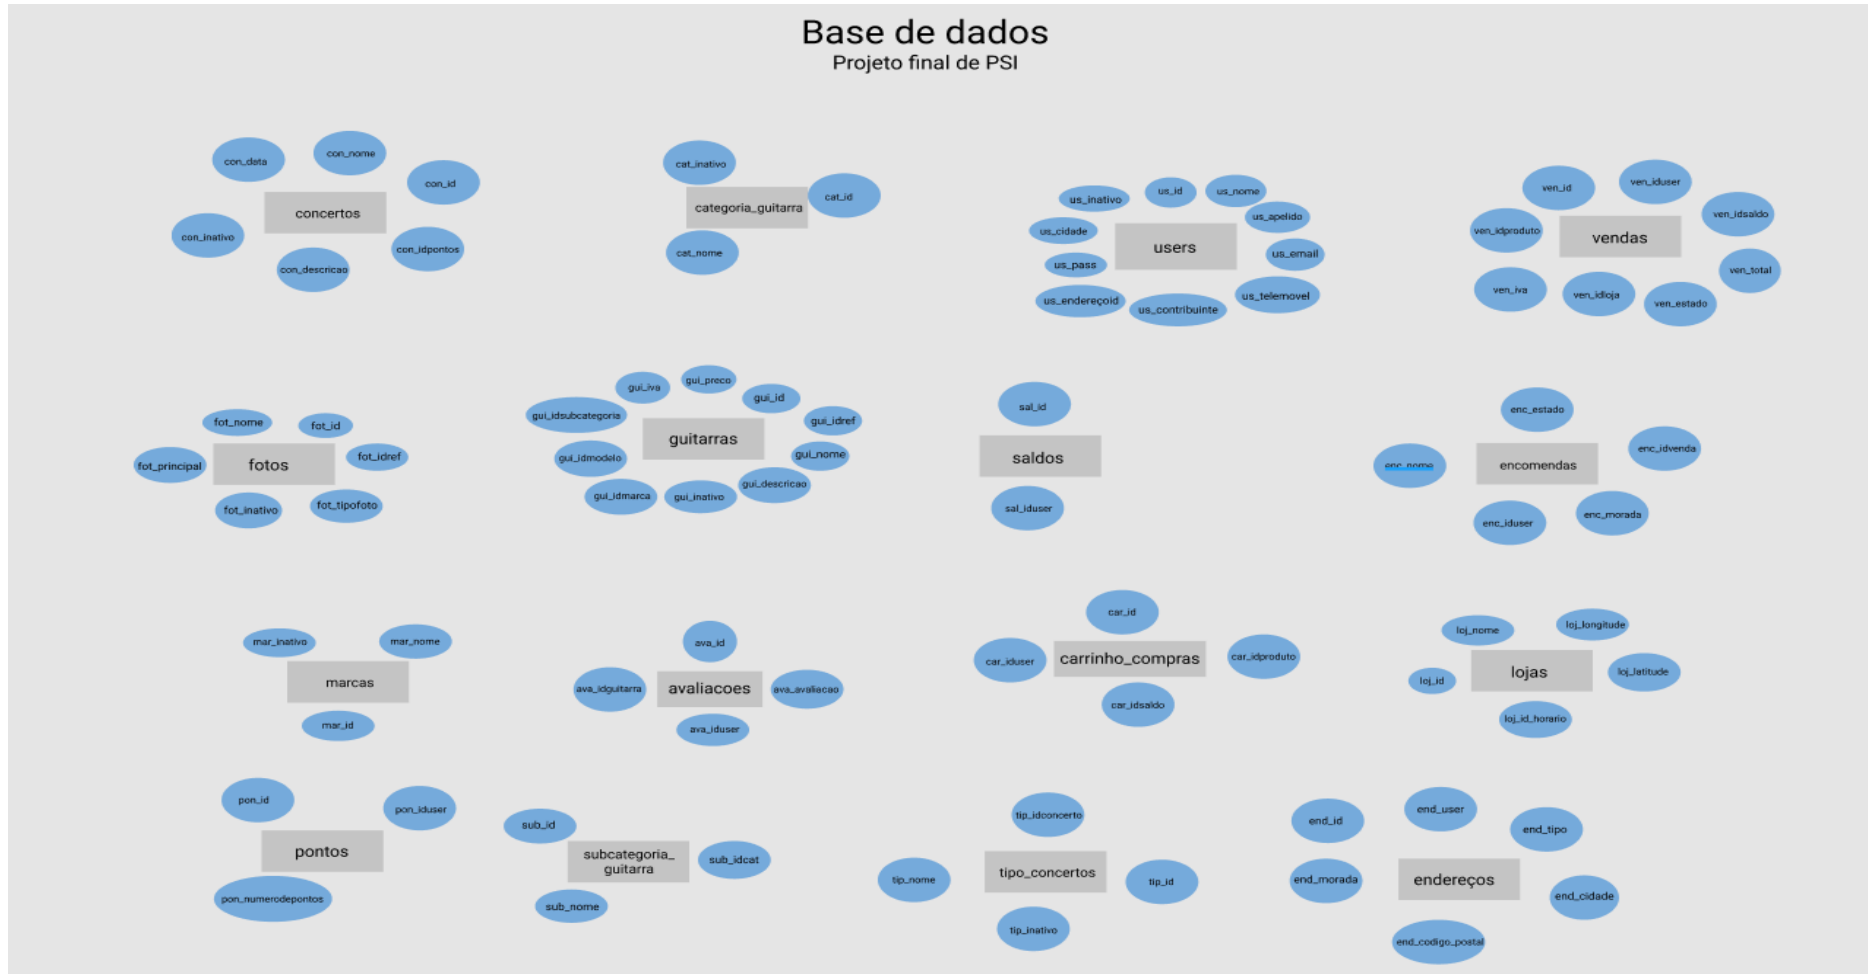 Base de dados
Projeto final de PSI
con_data
con_nome
con_id
concertos
con_inativo
con_idpontos
con_descricao
cat_inativo
cat_id
categoria_guitarra
cat_nome
us_inativo
us_id
us_nome
us_apelido
us_cidade
users
us_email
us_pass
us_endereçoid
us_contribuinte
us_telemovel
ven_id
ven_iduser
ven_idsaldo
ven_idproduto
vendas
ven_total
ven_iva
ven_idloja
ven_estado
fot_nome
fot_id
fot_principal
fotos
fot_idref
fot_inativo
fot_tipofoto
gui_iva
gui_preco
gui_id
gui_idsubcategoria
gui_idref
guitarras
gui_idmodelo
gui_nome
gui_idmarca
gui_inativo
gui_descricao
sal_id
saldos
sal_iduser
enc_estado
enc_nome
encomendas
enc_idvenda
enc_iduser
enc_morada
mar_inativo
mar_nome
marcas
mar_id
ava_id
ava_idguitarra
avaliacoes
ava_avaliacao
ava_iduser
car_id
car_iduser
carrinho_compras
car_idproduto
car_idsaldo
loj_nome
loj_longitude
loj_id
lojas
loj_latitude
loj_id_horario
pon_id
pon_iduser
pontos
pon_numerodepontos
sub_id
subcategoria_
guitarra
sub_idcat
sub_nome
tip_idconcerto
tip_nome
tipo_concertos
tip_id
tip_inativo
end_id
end_user
end_tipo
end_morada
endereços
end_cidade
end_codigo_postal